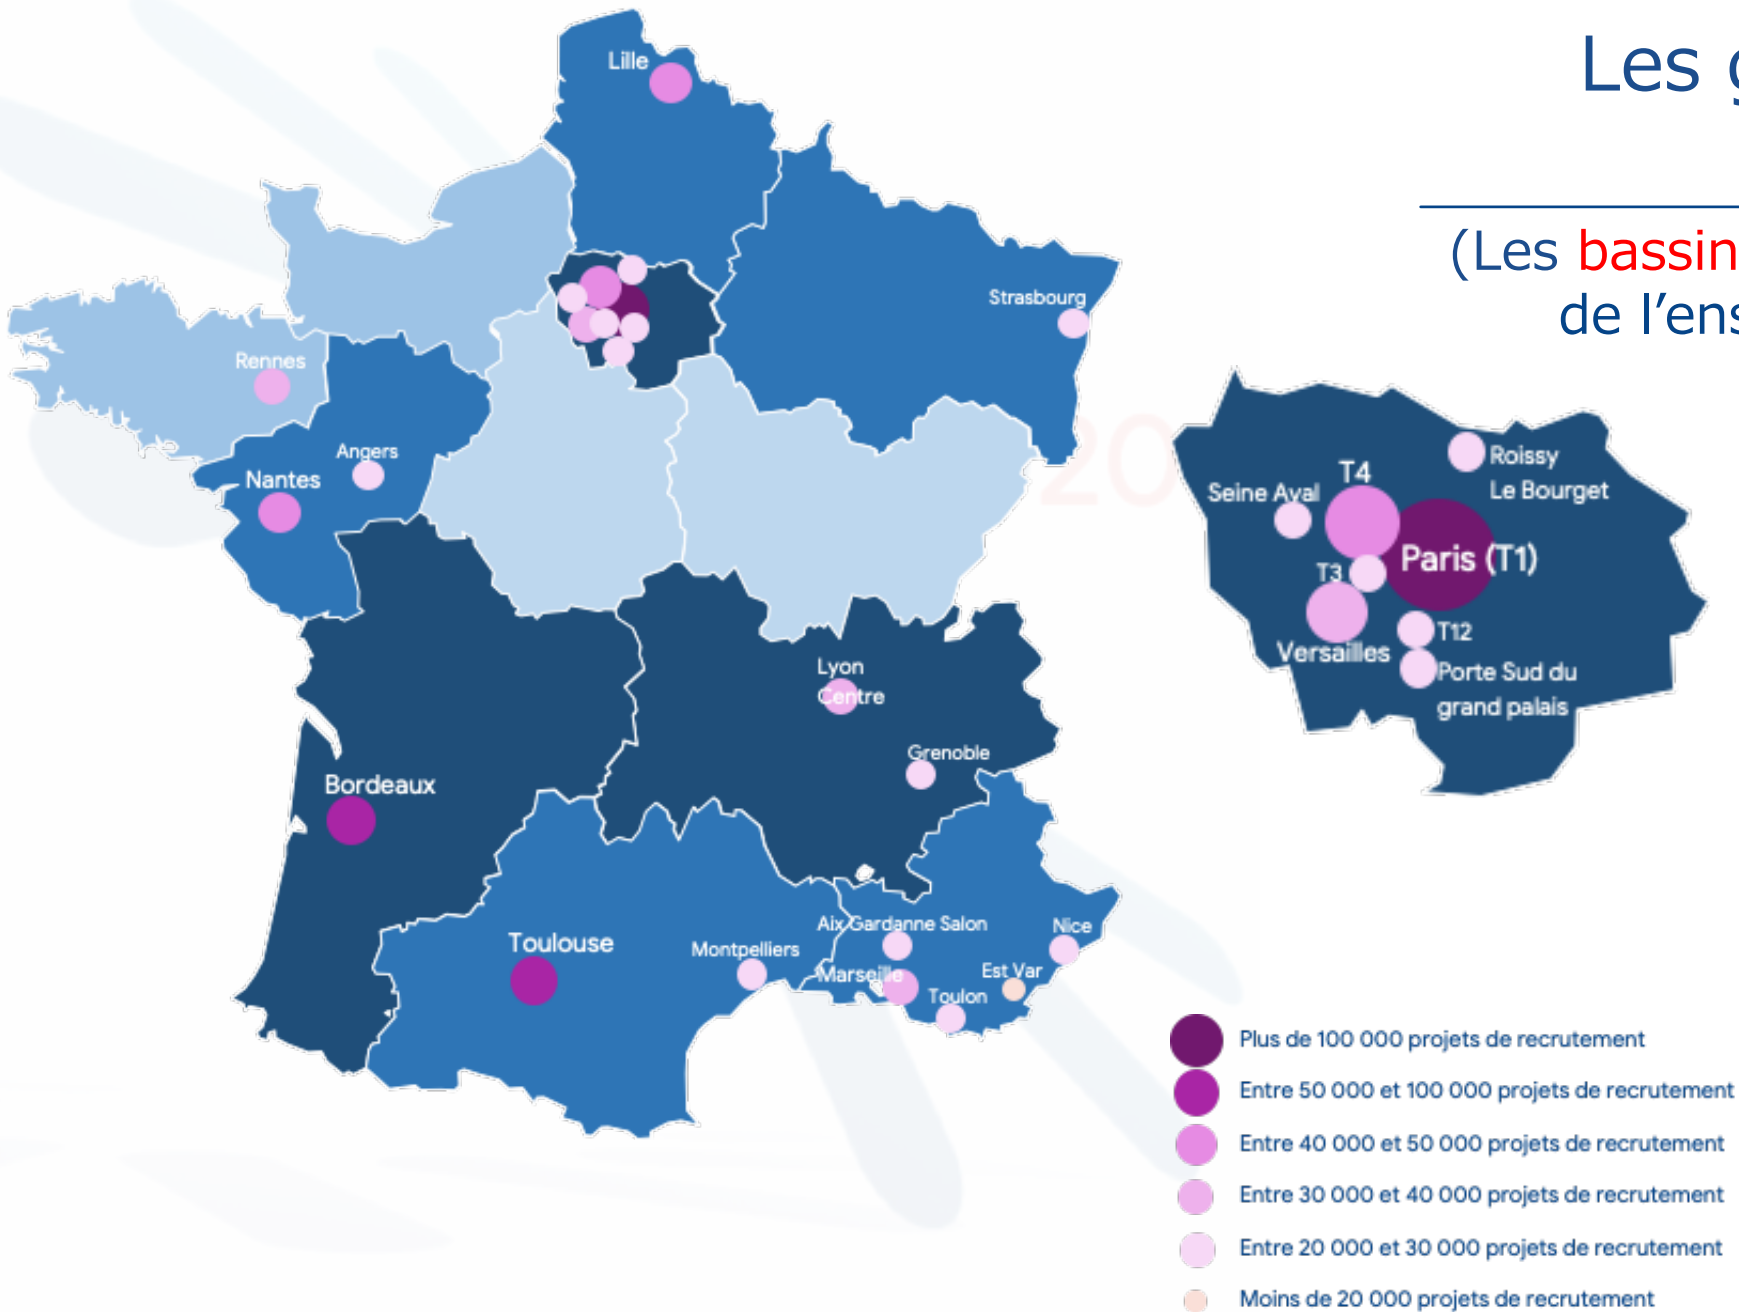 Les g
(Les bassin
de l’ens
Lille
Strasbourg
Rennes
Angers
Nantes
Lyon
Centre
Grenoble
Bordeaux
Toulouse
Montpelliers
Aix Gardanne Salon
Nice
Marseille
Est Var
Toulon
20
Roissy
Le Bourget
T4
Seine Aval
Paris (T1)
T3
T12
Versailles
Porte Sud du
grand palais
Plus de 100 000 projets de recrutement
Entre 50 000 et 100 000 projets de recrutement
Entre 40 000 et 50 000 projets de recrutement
Entre 30 000 et 40 000 projets de recrutement
Entre 20 000 et 30 000 projets de recrutement
Moins de 20 000 projets de recrutement